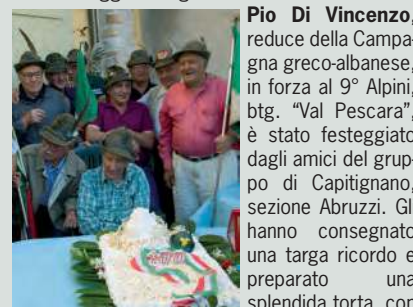 Pio Di Vincenzo,
reduce della Campa-
gna greco-albanese,
in forza al 9° Alpini,
btg. “Val Pescara”,
è stato festeggiato
dagli amici del grup-
po di Capitignano,
sezione Abruzzi. Gl
hanno consegnato
una targa ricordo e
preparato una
splendida torta, con